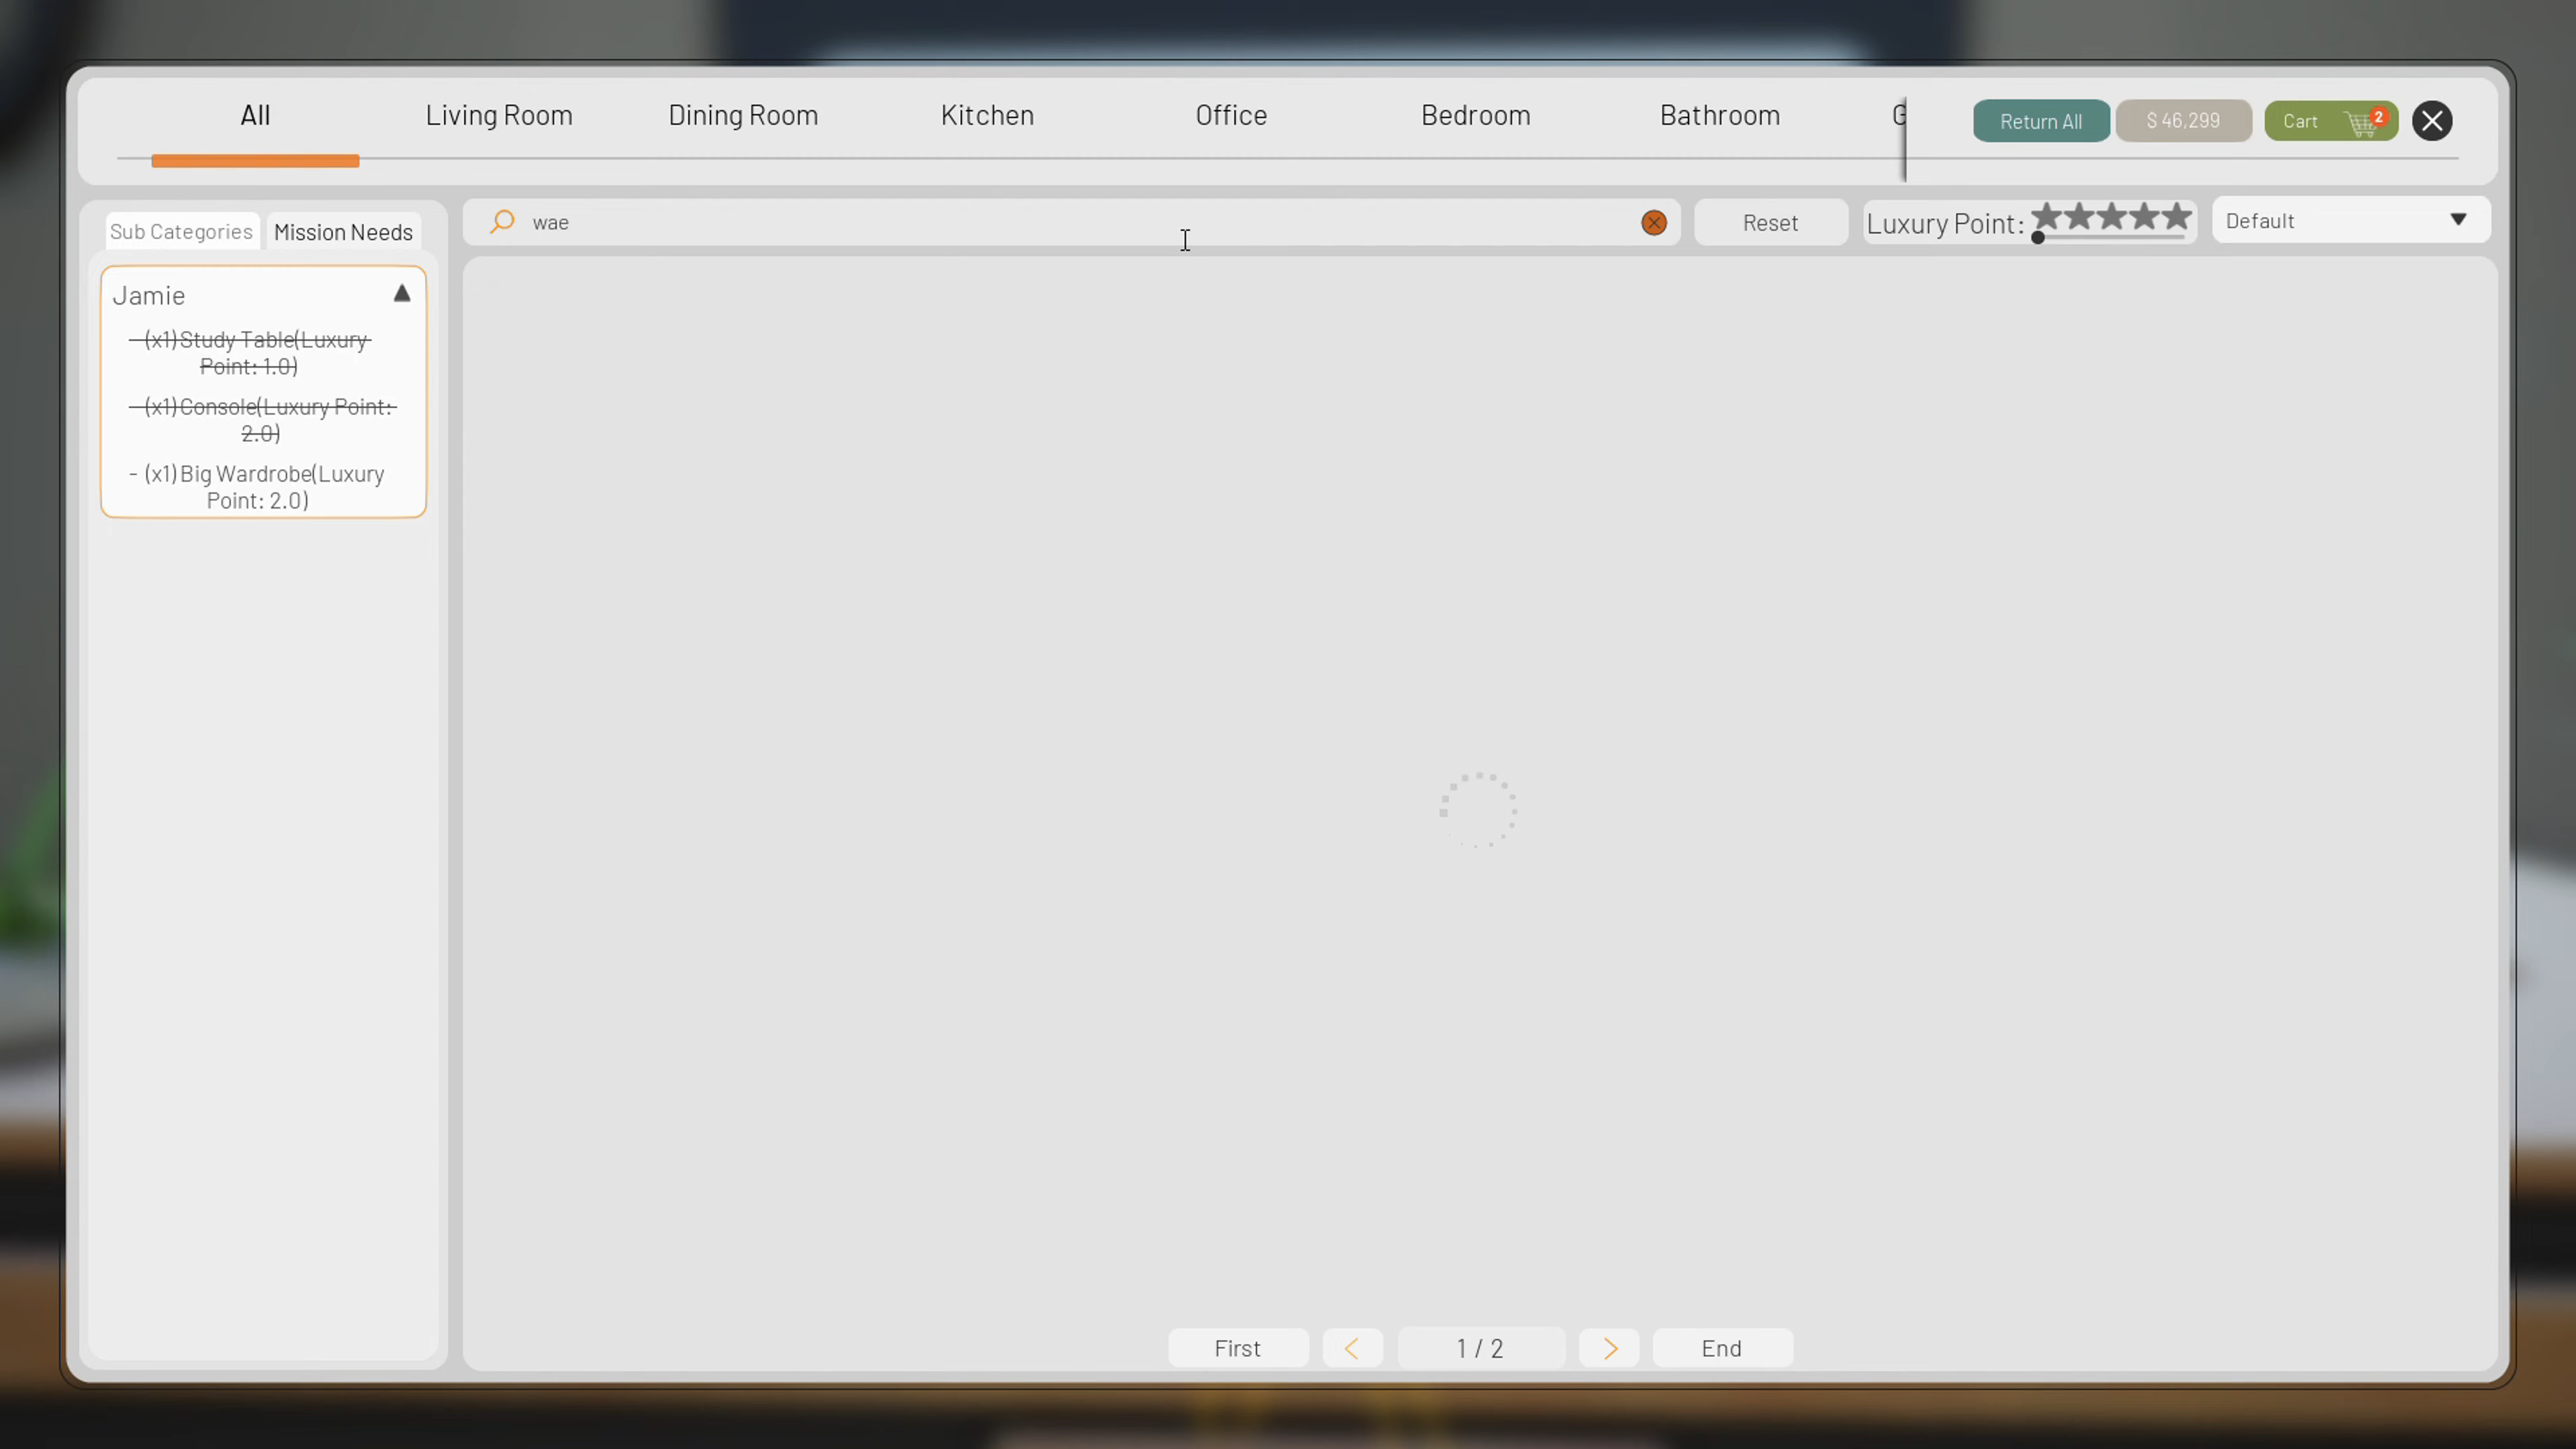 All
Living Room
Dining Room
Kitchen
Office
Bedroom
Bathroom
Return All
$ 46,299
Cart
2
Sub Categories
Mission Needs
wae
Reset
Luxury Point:
Default
Jamie
- (x1)Study Table(Luxury
Point: 1.0)
- (x1)Console(Luxury Point:
2.0)
- (x1)Big Wardrobe(Luxury
Point: 2.0)
First
<
1 / 2
>
End